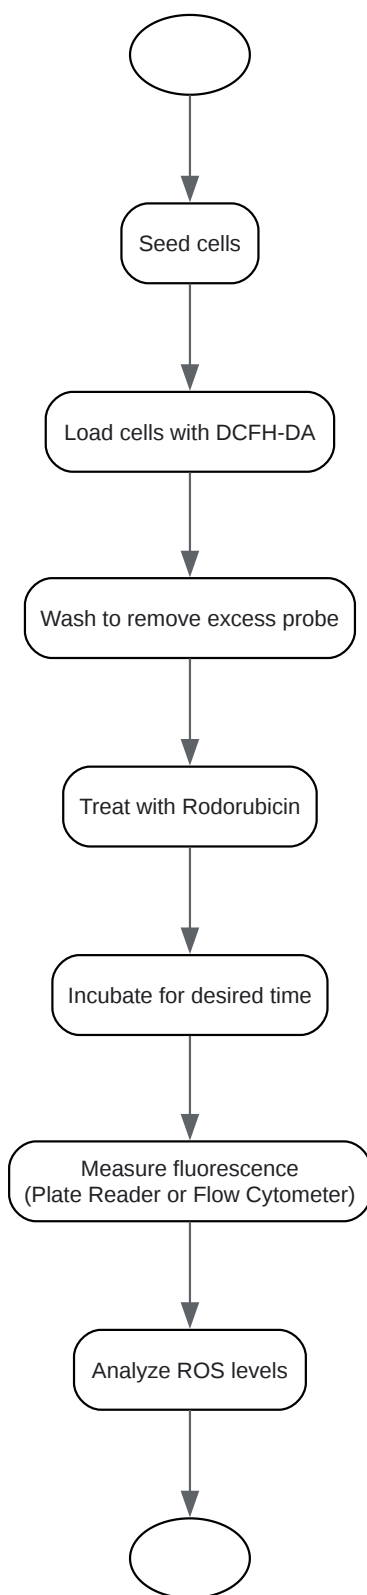 Seed cells
Load cells with DCFH-DA
Wash to remove excess probe
Treat with Rodorubicin
Incubate for desired time
Measure fluorescence
(Plate Reader or Flow Cytometer)
Analyze ROS levels